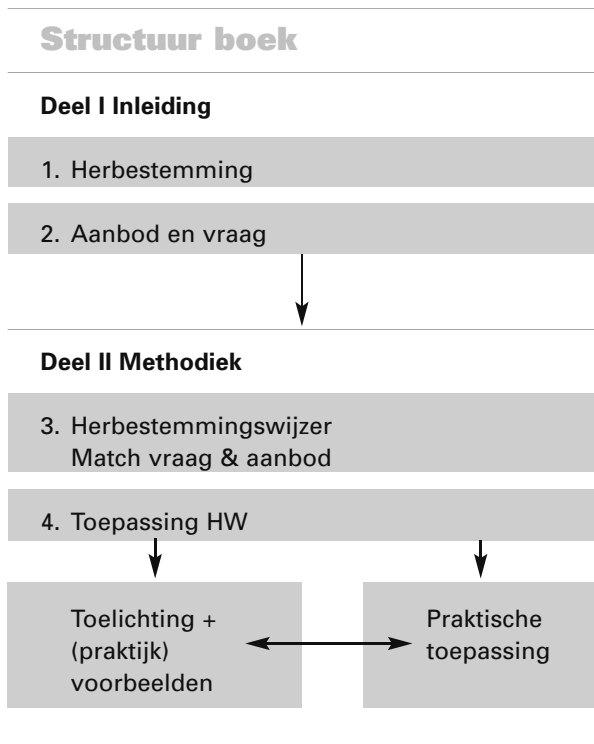 Structuur boek
Deel I Inleiding
1. Herbestemming
2. Aanbod en vraag
Deel II Methodiek
3. Herbestemmingswijzer
Match vraag & aanbod
4. Toepassing HW
Toelichting +
(praktijk)
voorbeelden
Praktische
toepassing